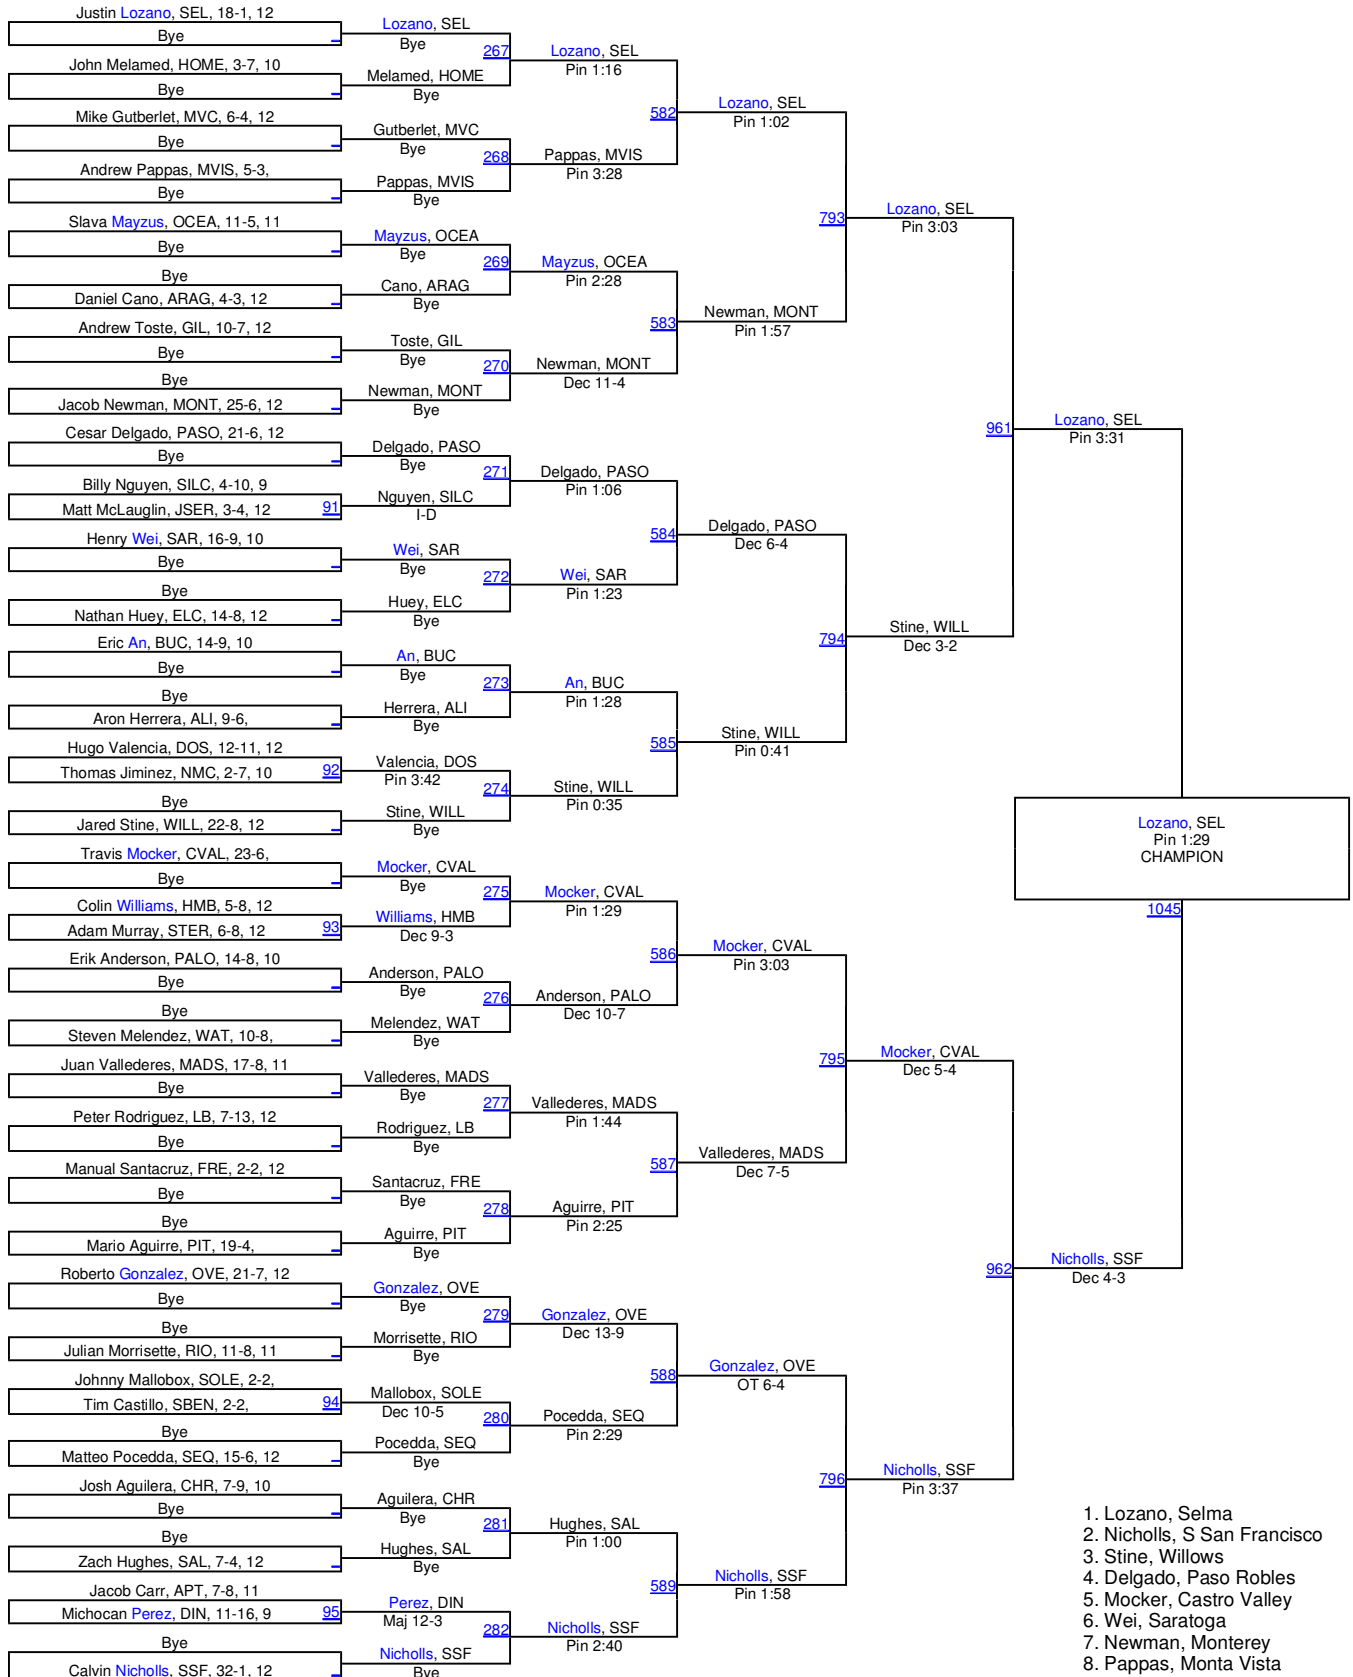 Justin Lozano, SEL, 18-1, 12
Bye
John Melamed, HOME, 3-7, 10
Bye
Mike Gutberlet, MVC, 6-4, 12
Bye
Andrew Pappas, MVIS, 5-3,
Bye
Slava Mayzus, OCEA, 11-5, 11
Bye
Bye
Daniel Cano, ARAG, 4-3, 12
Andrew Toste, GIL, 10-7, 12
Bye
Bye
Jacob Newman, MONT, 25-6, 12
Cesar Delgado, PASO, 21-6, 12
Bye
Billy Nguyen, SILC, 4-10, 9
Matt McLauglin, JSER, 3-4, 12 91
Henry Wei, SAR, 16-9, 10
Bye
Bye
Nathan Huey, ELC, 14-8, 12
Eric An, BUC, 14-9, 10
Bye
Bye
Aron Herrera, ALI, 9-6,
Hugo Valencia, DOS, 12-11, 12
Thomas Jiminez, NMC, 2-7, 10 92
Bye
Jared Stine, WILL, 22-8, 12
Travis Mocker, CVAL, 23-6,
Bye
Colin Williams, HMB, 5-8, 12
Adam Murray, STER, 6-8, 12 93
Erik Anderson, PALO, 14-8, 10
Bye
Bye
Steven Melendez, WAT, 10-8,
Juan Vallederes, MADS, 17-8, 11
Bye
Peter Rodriguez, LB, 7-13, 12
Bye
Manual Santacruz, FRE, 2-2, 12
Bye
Bye
Mario Aguirre, PIT, 19-4,
Roberto Gonzalez, OVE, 21-7, 12
Bye
Bye
Julian Morrisette, RIO, 11-8, 11
Johnny Mallobox, SOLE, 2-2,
Tim Castillo, SBEN, 2-2, 94
Bye
Matteo Pocedda, SEQ, 15-6, 12
Josh Aguilera, CHR, 7-9, 10
Bye
Bye
Zach Hughes, SAL, 7-4, 12
Jacob Carr, APT, 7-8, 11
Michocan Perez, DIN, 11-16, 9 95
Bye
Calvin Nicholls, SSF, 32-1, 12
Lozano, SEL
Bye
267
Melamed, HOME
Bye
Gutberlet, MVC
Bye
268
Pappas, MVIS
Bye
Mayzus, OCEA
Bye
269
Cano, ARAG
Bye
Toste, GIL
Bye
270
Newman, MONT
Bye
Delgado, PASO
Bye
271
Nguyen, SILC
I-D
Wei, SAR
Bye
272
Huey, ELC
Bye
An, BUC
Bye
273
Herrera, ALI
Bye
Valencia, DOS
Pin 3:42
274
Stine, WILL
Bye
Mocker, CVAL
Bye
275
Williams, HMB
Dec 9-3
Anderson, PALO
Bye
276
Melendez, WAT
Bye
Vallederes, MADS
Bye
277
Rodriguez, LB
Bye
Santacruz, FRE
Bye
278
Aguirre, PIT
Bye
Gonzalez, OVE
Bye
279
Morrisette, RIO
Bye
Mallobox, SOLE
Dec 10-5
280
Pocedda, SEQ
Bye
Aguilera, CHR
Bye
281
Hughes, SAL
Bye
Perez, DIN
Maj 12-3
282
Nicholls, SSF
Bye
Lozano, SEL
Pin 1:16
582
Pappas, MVIS
Pin 3:28
Mayzus, OCEA
Pin 2:28
583
Newman, MONT
Dec 11-4
Delgado, PASO
Pin 1:06
584
Wei, SAR
Pin 1:23
An, BUC
Pin 1:28
585
Stine, WILL
Pin 0:35
Mocker, CVAL
Pin 1:29
586
Anderson, PALO
Dec 10-7
Vallederes, MADS
Pin 1:44
587
Aguirre, PIT
Pin 2:25
Gonzalez, OVE
Dec 13-9
588
Pocedda, SEQ
Pin 2:29
Hughes, SAL
Pin 1:00
589
Nicholls, SSF
Pin 2:40
Lozano, SEL
Pin 1:02
793
Newman, MONT
Pin 1:57
Delgado, PASO
Dec 6-4
794
Stine, WILL
Pin 0:41
Mocker, CVAL
Pin 3:03
795
Vallederes, MADS
Dec 7-5
Gonzalez, OVE
OT 6-4
796
Nicholls, SSF
Pin 1:58
Lozano, SEL
Pin 3:03
961
Stine, WILL
Dec 3-2
Mocker, CVAL
Dec 5-4
962
Nicholls, SSF
Pin 3:37
Lozano, SEL
Pin 3:31
Nicholls, SSF
Dec 4-3
Lozano, SEL
Pin 1:29
CHAMPION
1045
1. Lozano, Selma
2. Nicholls, S San Francisco
3. Stine, Willows
4. Delgado, Paso Robles
5. Mocker, Castro Valley
6. Wei, Saratoga
7. Newman, Monterey
8. Pappas, Monta Vista